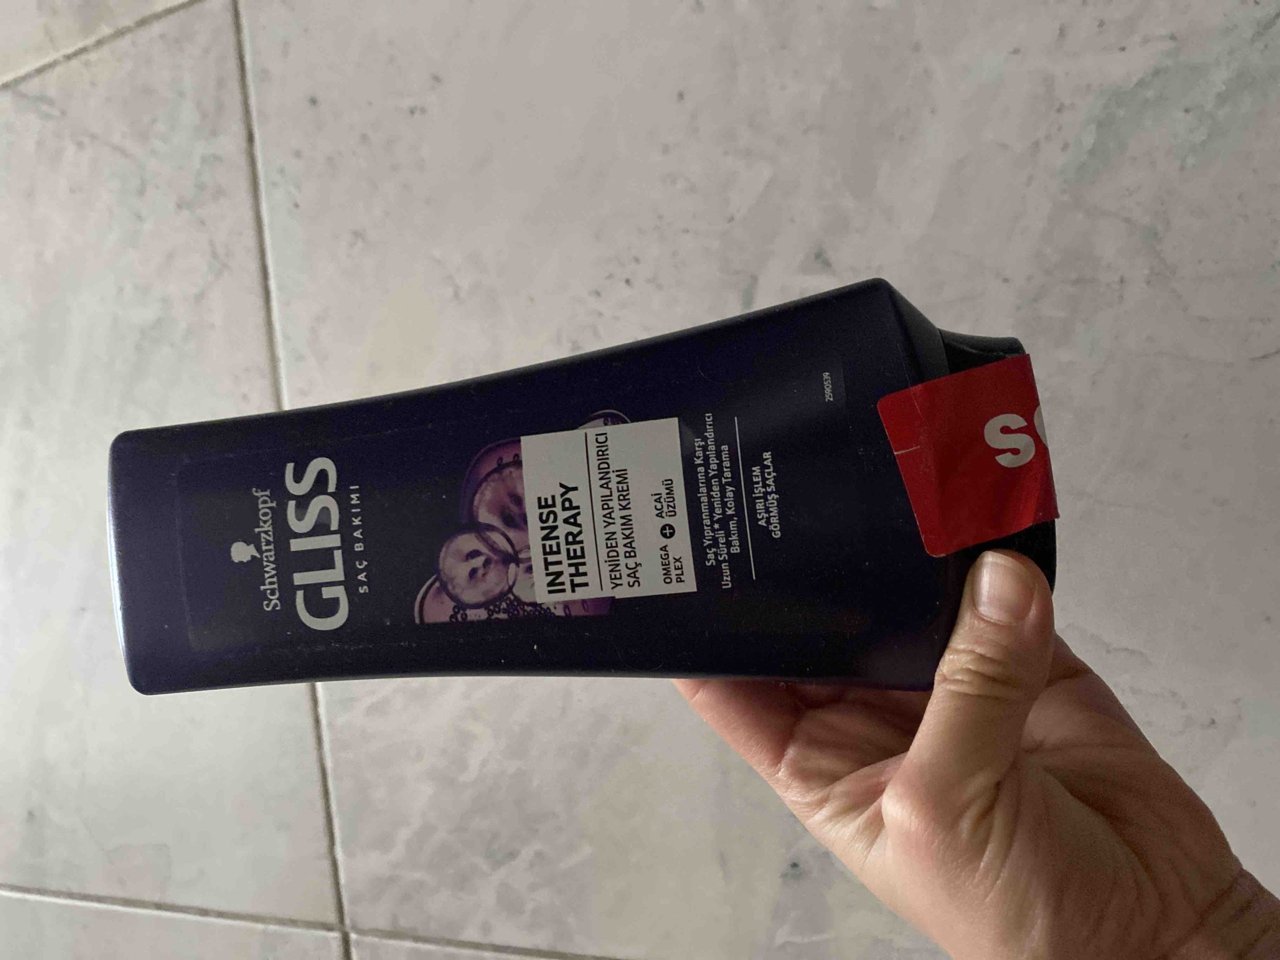 Schwarzkopf
GLISS
SAÇ BAKIMI
INTENSE
THERAPY
YENİDEN YAPILANDIRICI
SAÇ BAKIM KREMİ
OMEGA
PLEX
+
ACAİ
ÜZÜMÜ
Saç Yıpranmalarına Karşı
Uzun Süreli* Yeniden Yapılandırıcı
Bakım, Kolay Tarama
AŞIRI İŞLEM
GÖRMÜŞ SAÇLAR
2590539